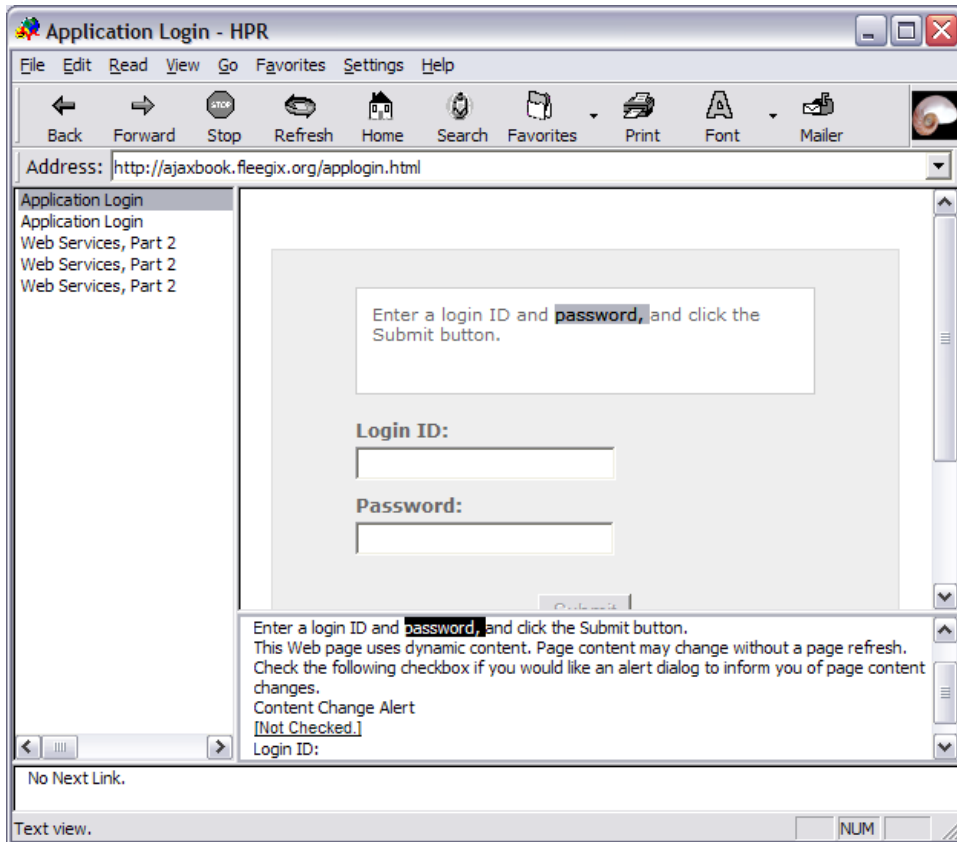 Application Login - HPR
File Edit Read View Go Favorites Settings Help
STOP
Back Forward Stop Refresh Home Search Favorites Print Font Mailer
Address: http://ajaxbook.fleegix.org/applogin.html
Application Login
Application Login
Web Services, Part 2
Web Services, Part 2
Web Services, Part 2
Enter a login ID and password, and click the
Submit button.
Login ID:
Password:
Submit
Enter a login ID and password, and click the Submit button.
This Web page uses dynamic content. Page content may change without a page refresh.
Check the following checkbox if you would like an alert dialog to inform you of page content
changes.
Content Change Alert
[Not Checked.]
Login ID:
No Next Link.
Text view. NUM